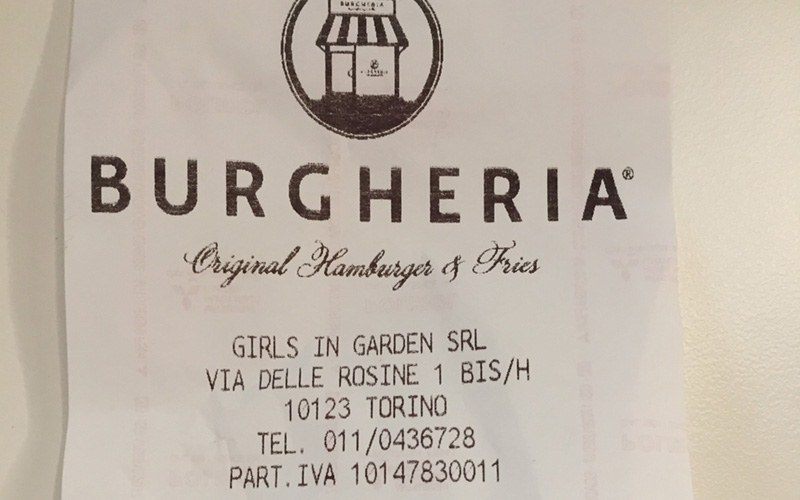 BURGHERIA
BURGHERIA®
Original Hamburger & Fries
GIRLS IN GARDEN SRL
VIA DELLE ROSINE 1 BIS/H
10123 TORINO
TEL. 011/0436728
PART.IVA 10147830011